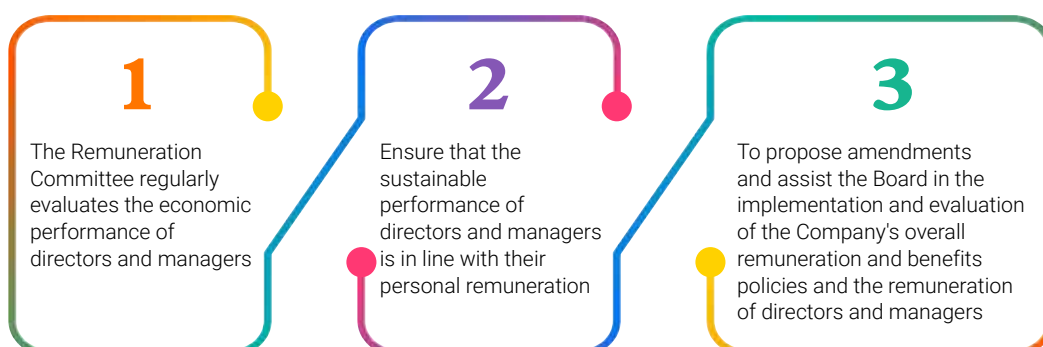 1
The Remuneration
Committee regularly
evaluates the economic
performance of
directors and managers
2
Ensure that the
sustainable
performance of
directors and managers
is in line with their
personal remuneration
3
To propose amendments
and assist the Board in the
implementation and evaluation
of the Company's overall
remuneration and benefits
policies and the remuneration
of directors and managers